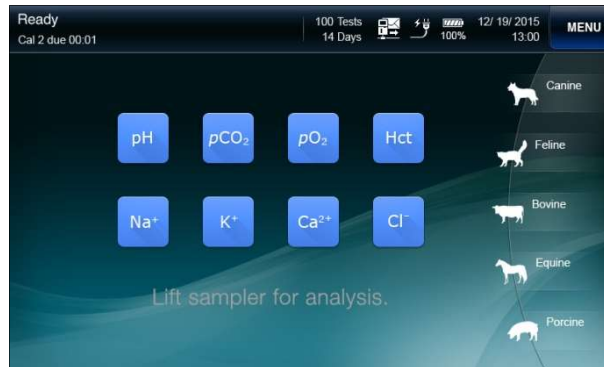 Ready
Cal 2 due 00:01
100 Tests
14 Days
100%
12/ 19/ 2015
13:00
MENU
pH pCO₂ pO₂ Hct
Na⁺ K⁺ Ca²⁺ Cl⁻
Lift sampler for analysis.
Canine
Feline
Bovine
Equine
Porcine